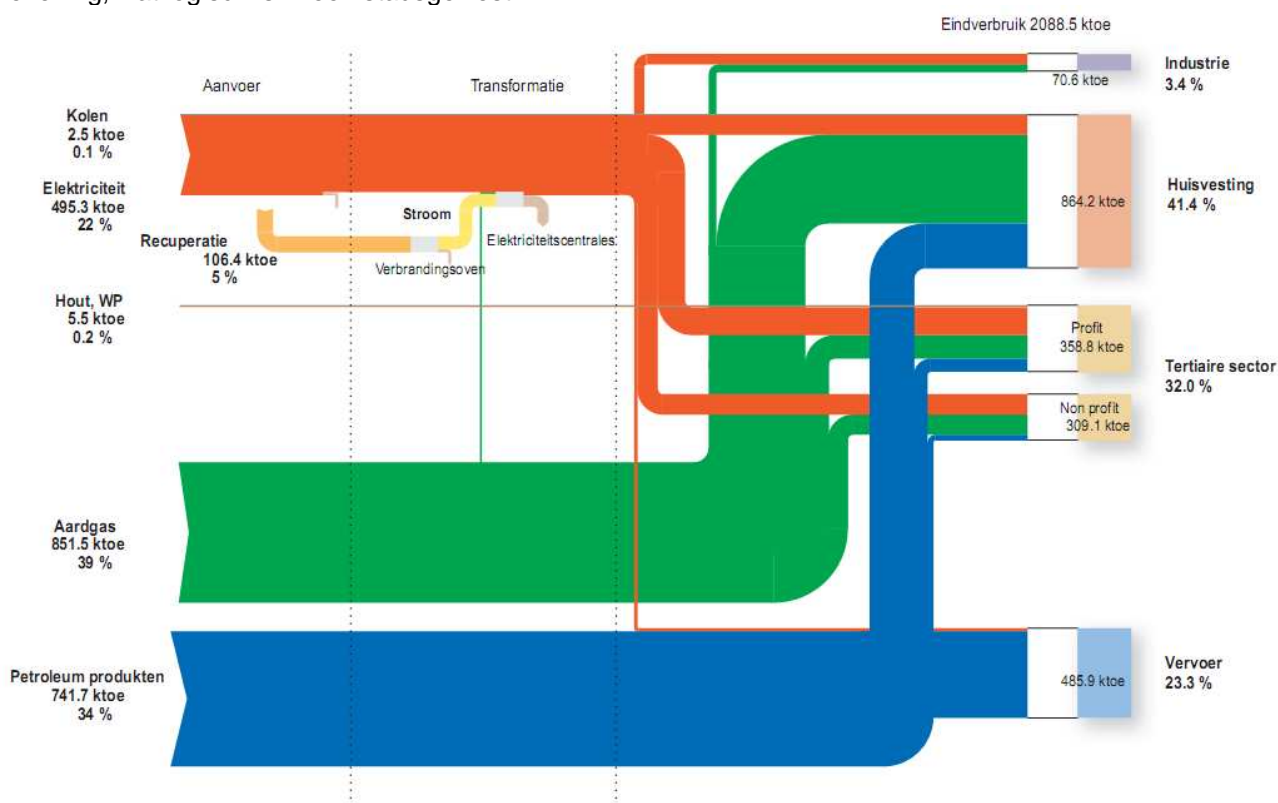 Eindverbruik 2088.5 ktoe
Aanvoer
Transformatie
Kolen
2.5 ktoe
0.1 %
Elektriciteit
495.3 ktoe
22 %
Recuperatie
106.4 ktoe
5 %
Stroom
Elektriciteitscentrales
Verbrandingsoven
Hout, WP
5.5 ktoe
0.2 %
Aardgas
851.5 ktoe
39 %
Petroleum produkten
741.7 ktoe
34 %
70.6 ktoe
Industrie
3.4 %
864.2 ktoe
Huisvesting
41.4 %
Profit
358.8 ktoe
Non profit
309.1 ktoe
Tertiaire sector
32.0 %
485.9 ktoe
Vervoer
23.3 %